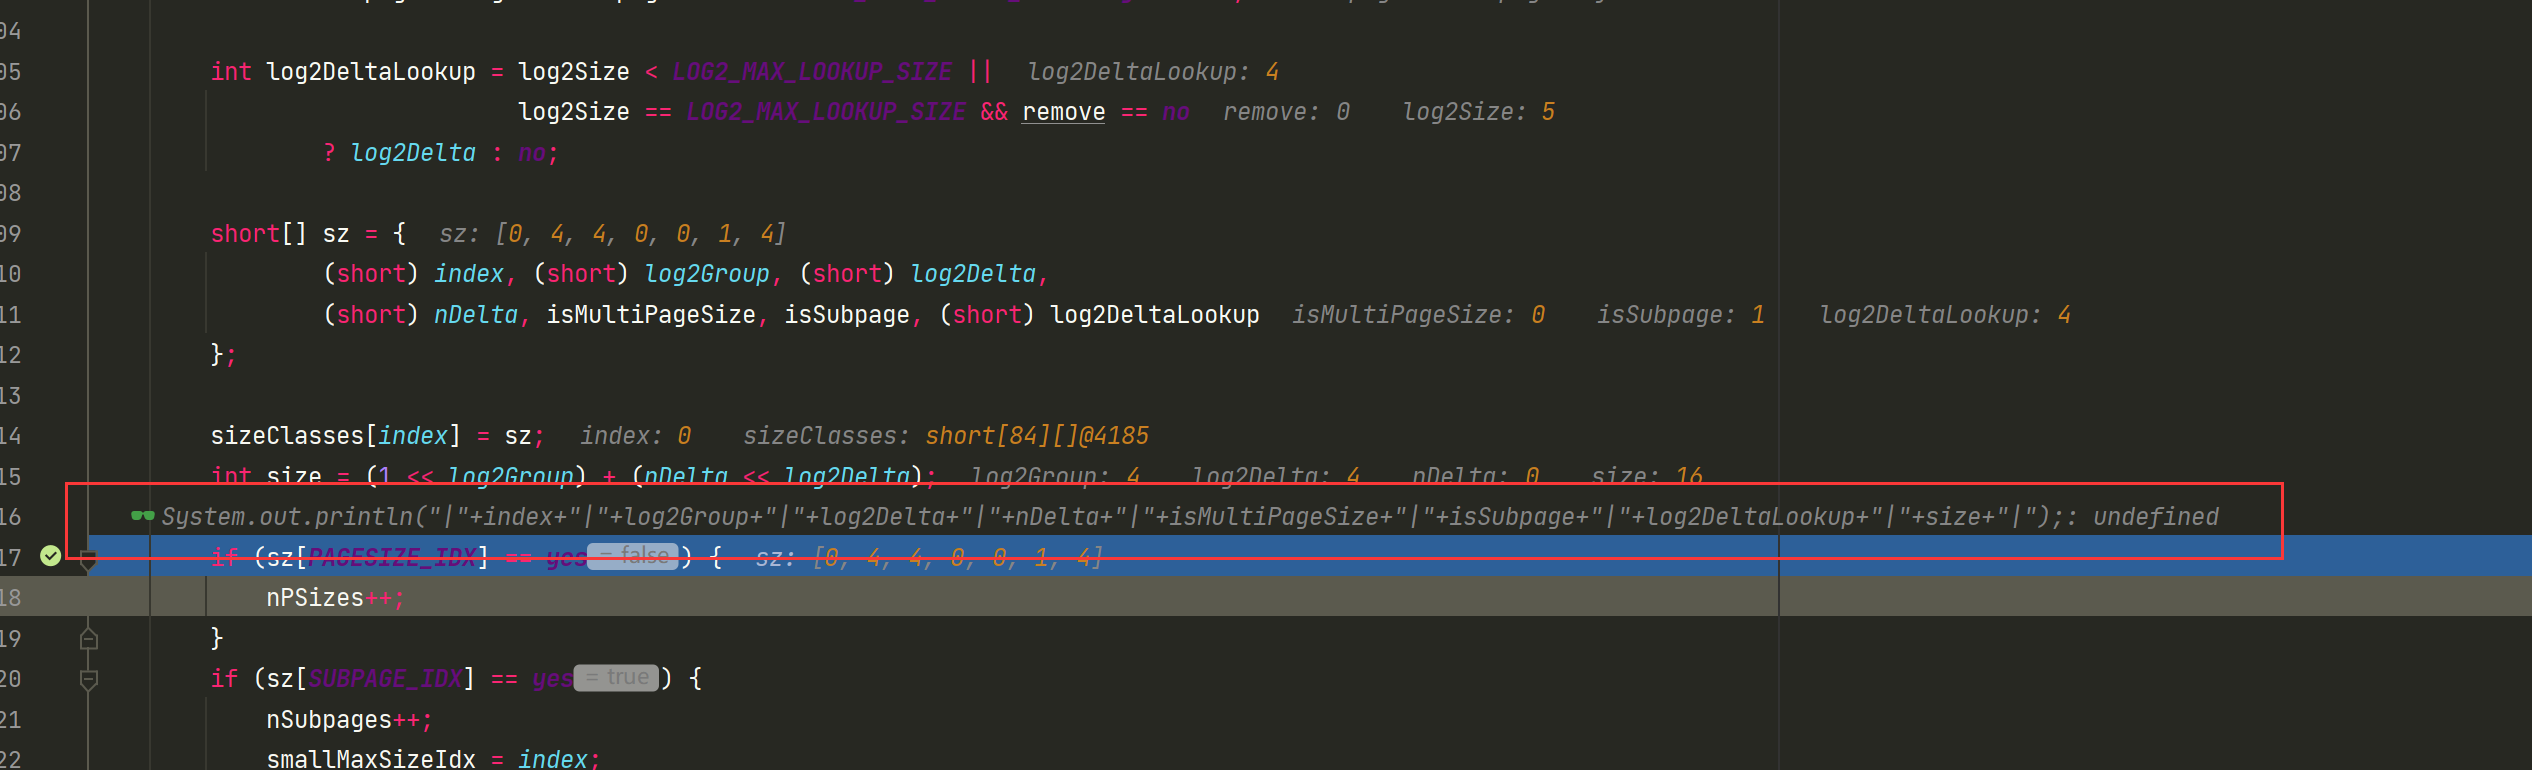 04
05 int log2DeltaLookup = log2Size < LOG2_MAX_LOOKUP_SIZE || log2DeltaLookup: 4
06 log2Size == LOG2_MAX_LOOKUP_SIZE && remove == no remove: 0 log2Size: 5
07 ? log2Delta : no;
08
09 short[] sz = { sz: [0, 4, 4, 0, 0, 1, 4]
10 (short) index, (short) log2Group, (short) log2Delta,
11 (short) nDelta, isMultiPageSize, isSubpage, (short) log2DeltaLookup isMultiPageSize: 0 isSubpage: 1 log2DeltaLookup: 4
12 };
13
14 sizeClasses[index] = sz; index: 0 sizeClasses: short[84][]@4185
15 int size = (1 << log2Group) + (nDelta << log2Delta); log2Group: 4 log2Delta: 4 nDelta: 0 size: 16
16 System.out.println("|"+index+"|"+log2Group+"|"+log2Delta+"|"+nDelta+"|"+isMultiPageSize+"|"+isSubpage+"|"+log2DeltaLookup+"|"+size+"|");: undefined
17 if (sz[PAGESIZE_IDX] == yes = false ) { sz: [0, 4, 4, 0, 0, 1, 4]
18 nPSizes++;
19 }
20 if (sz[SUBPAGE_IDX] == yes = true ) {
21 nSubpages++;
22 smallMaxSizeIdx = index;